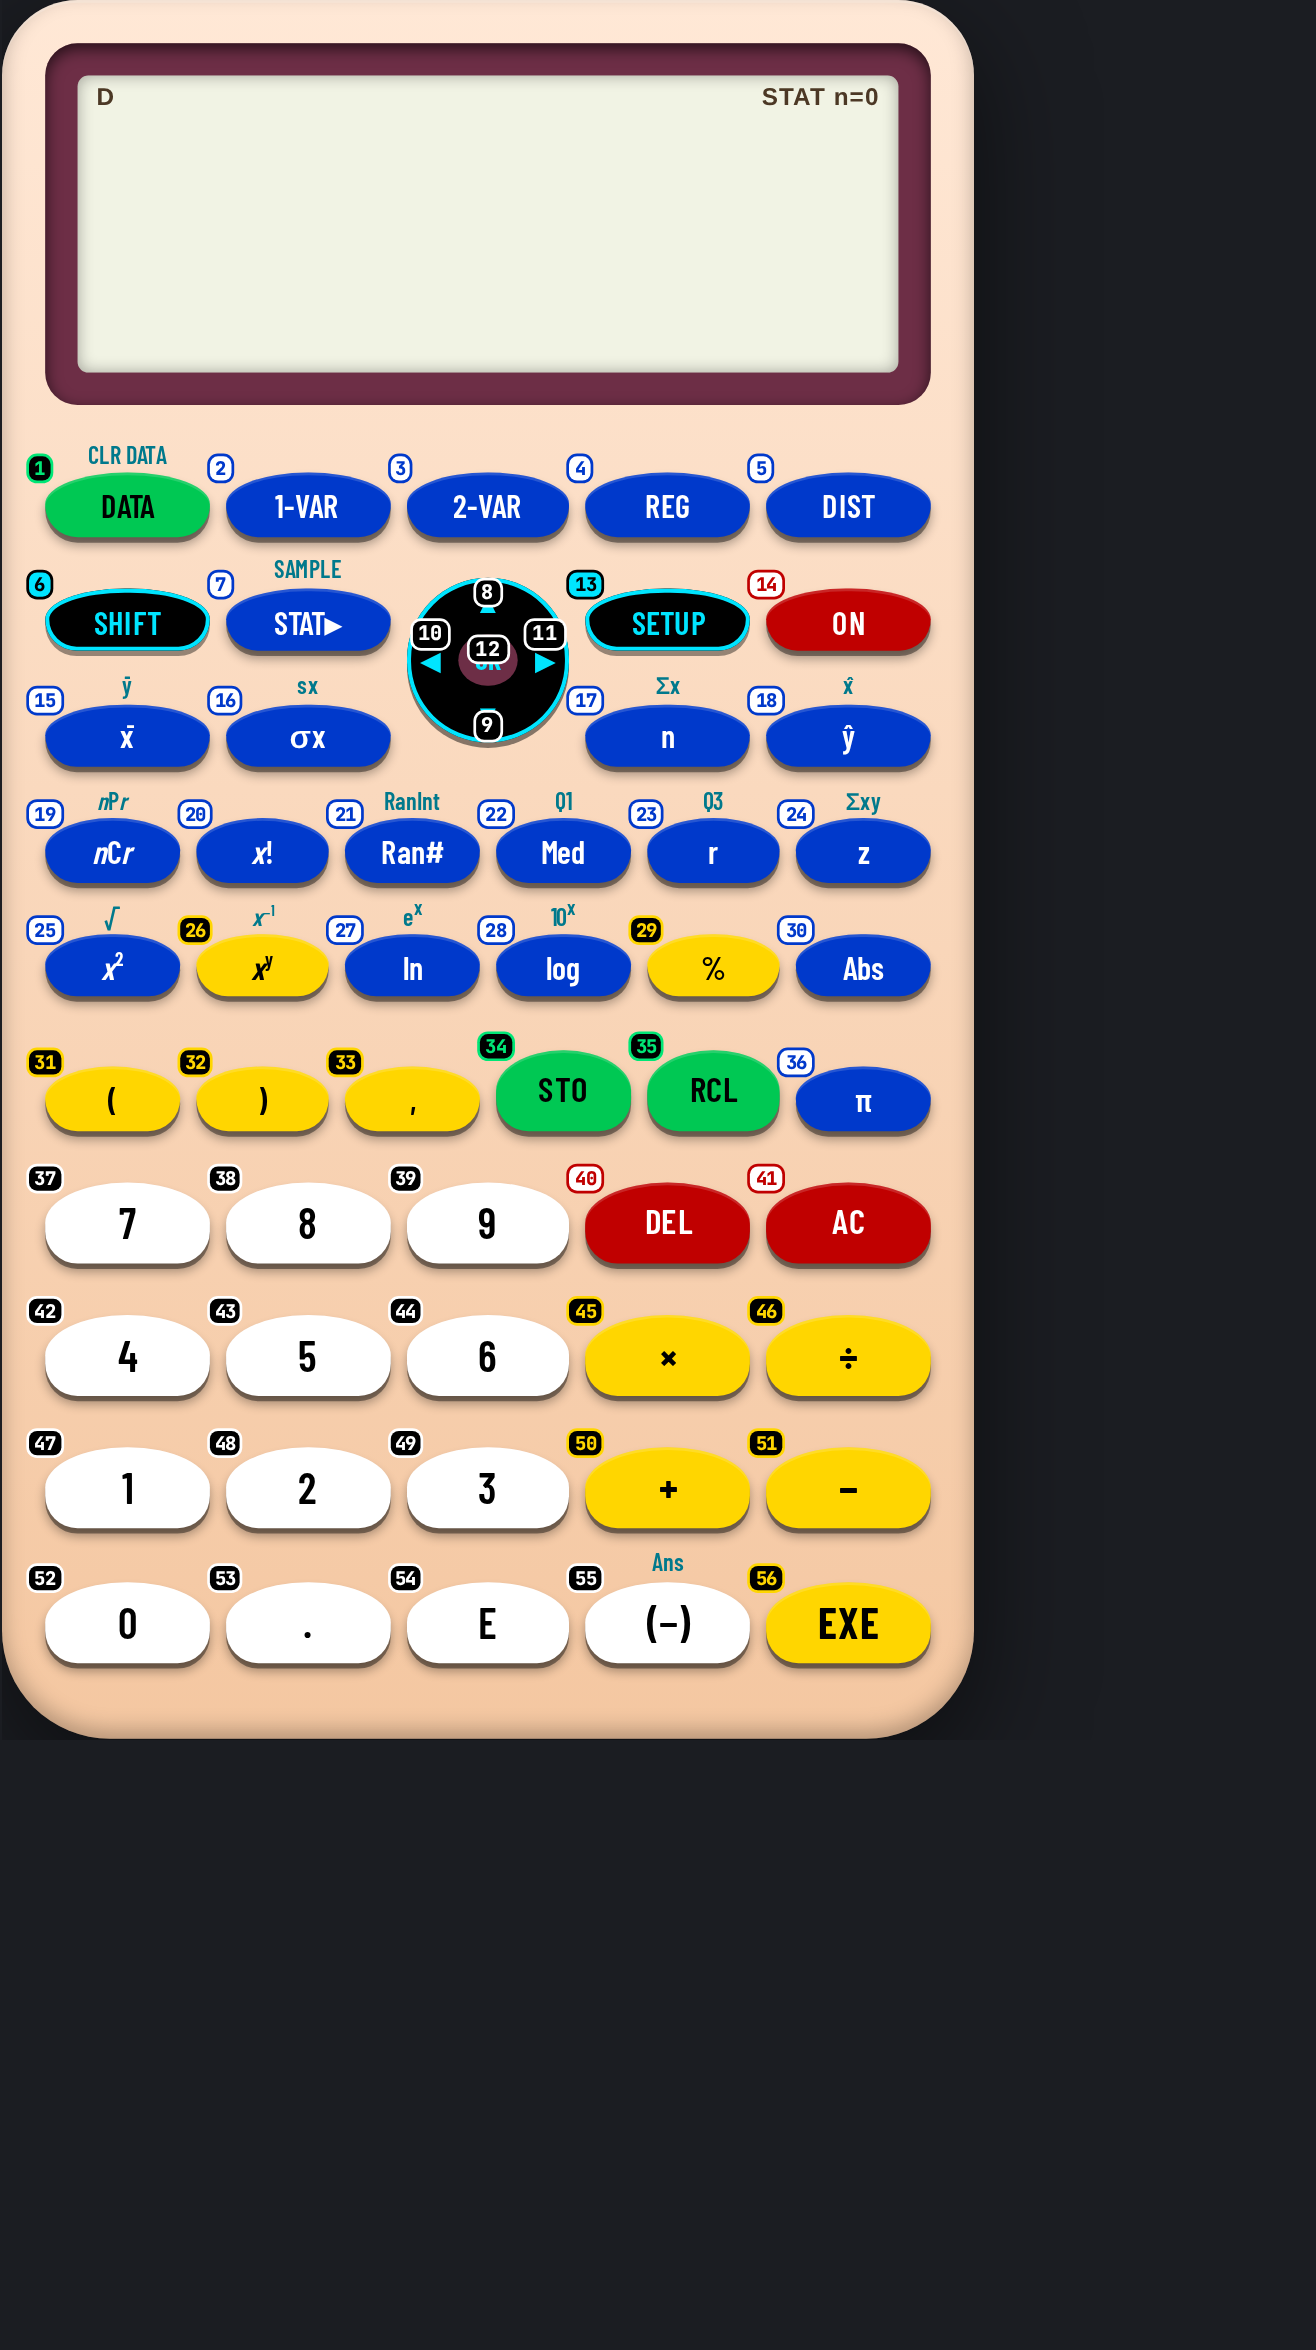 D STAT n=0
CLR DATA
1 2 3 4 5
DATA 1-VAR 2-VAR REG DIST
SAMPLE
6 7 8 13 14
SHIFT STAT▶ 10 12 11 SETUP ON
ȳ sx Σx x̂
15 16 9 17 18
x̄ σx n ŷ
nPr RanInt Q1 Q3 Σxy
19 20 21 22 23 24
nCr x! Ran# Med r z
√ x⁻¹ eˣ 10ˣ
25 26 27 28 29 30
x² xʸ ln log % Abs
31 32 33 34 35 36
( ) , STO RCL π
37 38 39 40 41
7 8 9 DEL AC
42 43 44 45 46
4 5 6 × ÷
47 48 49 50 51
1 2 3 + −
Ans
52 53 54 55 56
0 . E (−) EXE